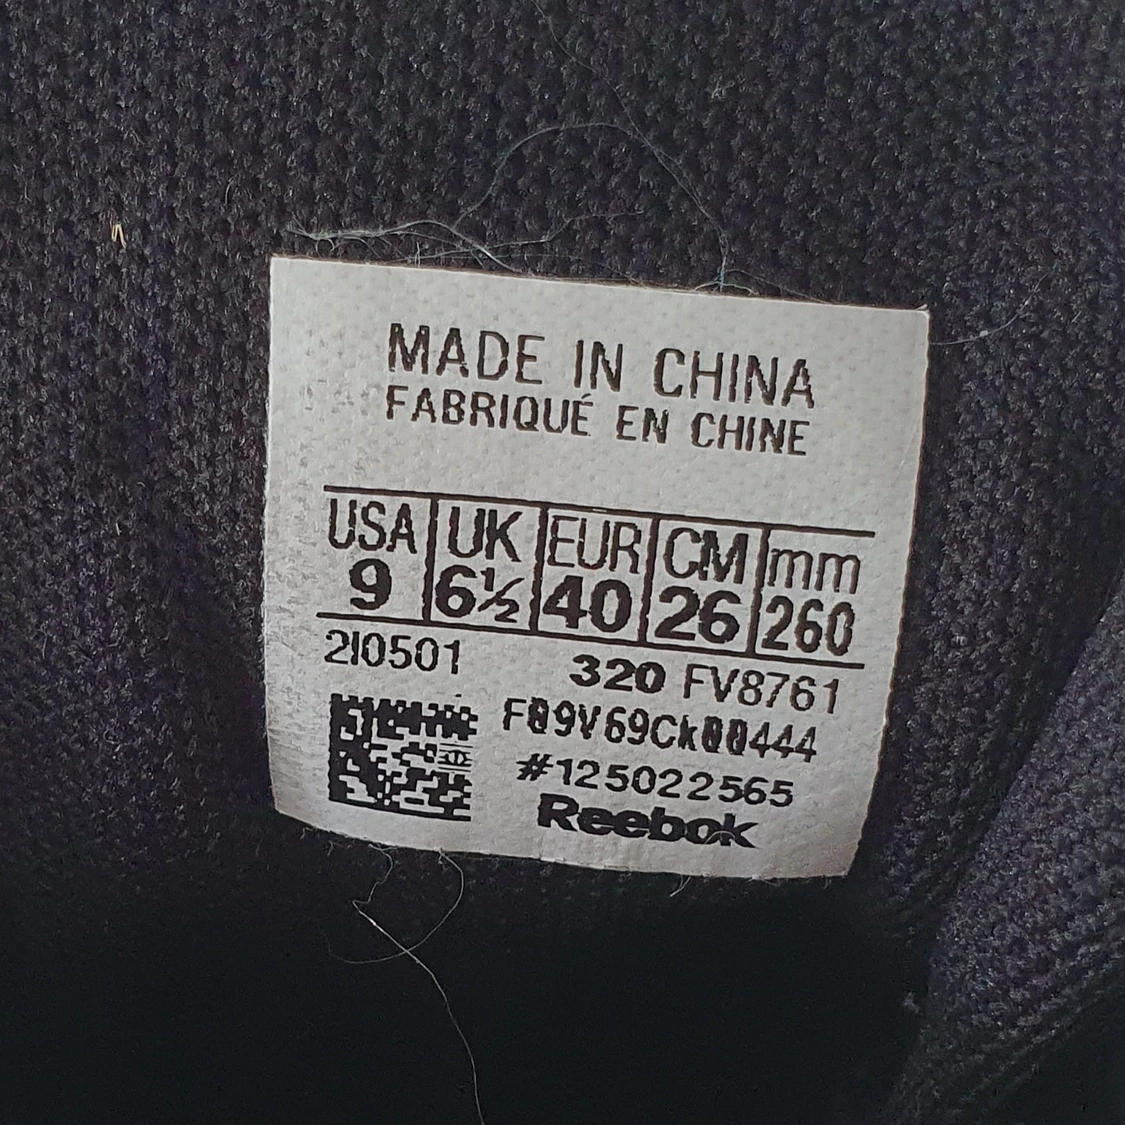 MADE IN CHINA
FABRIQUÉ EN CHINE
USA UK EUR CM mm
9 6½ 40 26 260
2I0501 320 FV8761
F09V69Ck00444
#125022565
Reebok